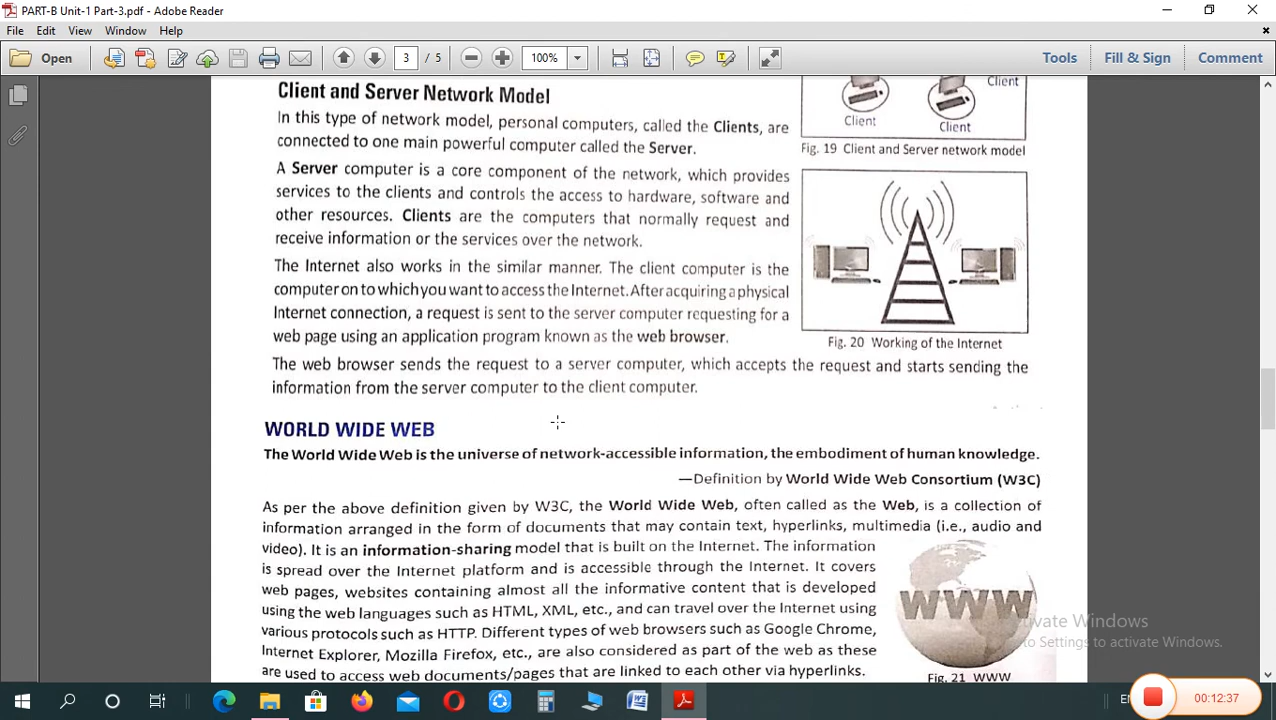 PART-B Unit-1 Part-3.pdf - Adobe Reader
File Edit View Window Help
Open 3 / 5 100% Tools Fill & Sign Comment
Client and Server Network Model
In this type of network model, personal computers, called the Clients, are
connected to one main powerful computer called the Server.
A Server computer is a core component of the network, which provides
services to the clients and controls the access to hardware, software and
other resources. Clients are the computers that normally request and
receive information or the services over the network.
The Internet also works in the similar manner. The client computer is the
computer on to which you want to access the Internet. After acquiring a physical
Internet connection, a request is sent to the server computer requesting for a
web page using an application program known as the web browser.
Client
Client
Client
Fig. 19 Client and Server network model
Fig. 20 Working of the Internet
The web browser sends the request to a server computer, which accepts the request and starts sending the
information from the server computer to the client computer.
WORLD WIDE WEB
The World Wide Web is the universe of network-accessible information, the embodiment of human knowledge.
—Definition by World Wide Web Consortium (W3C)
As per the above definition given by W3C, the World Wide Web, often called as the Web, is a collection of
information arranged in the form of documents that may contain text, hyperlinks, multimedia (i.e., audio and
video). It is an information-sharing model that is built on the Internet. The information
is spread over the Internet platform and is accessible through the Internet. It covers
web pages, websites containing almost all the informative content that is developed
using the web languages such as HTML, XML, etc., and can travel over the Internet using
various protocols such as HTTP. Different types of web browsers such as Google Chrome,
Internet Explorer, Mozilla Firefox, etc., are also considered as part of the web as these
are used to access web documents/pages that are linked to each other via hyperlinks.
WWW
Fig. 21 WWW
Activate Windows
to Settings to activate Windows.
00:12:37